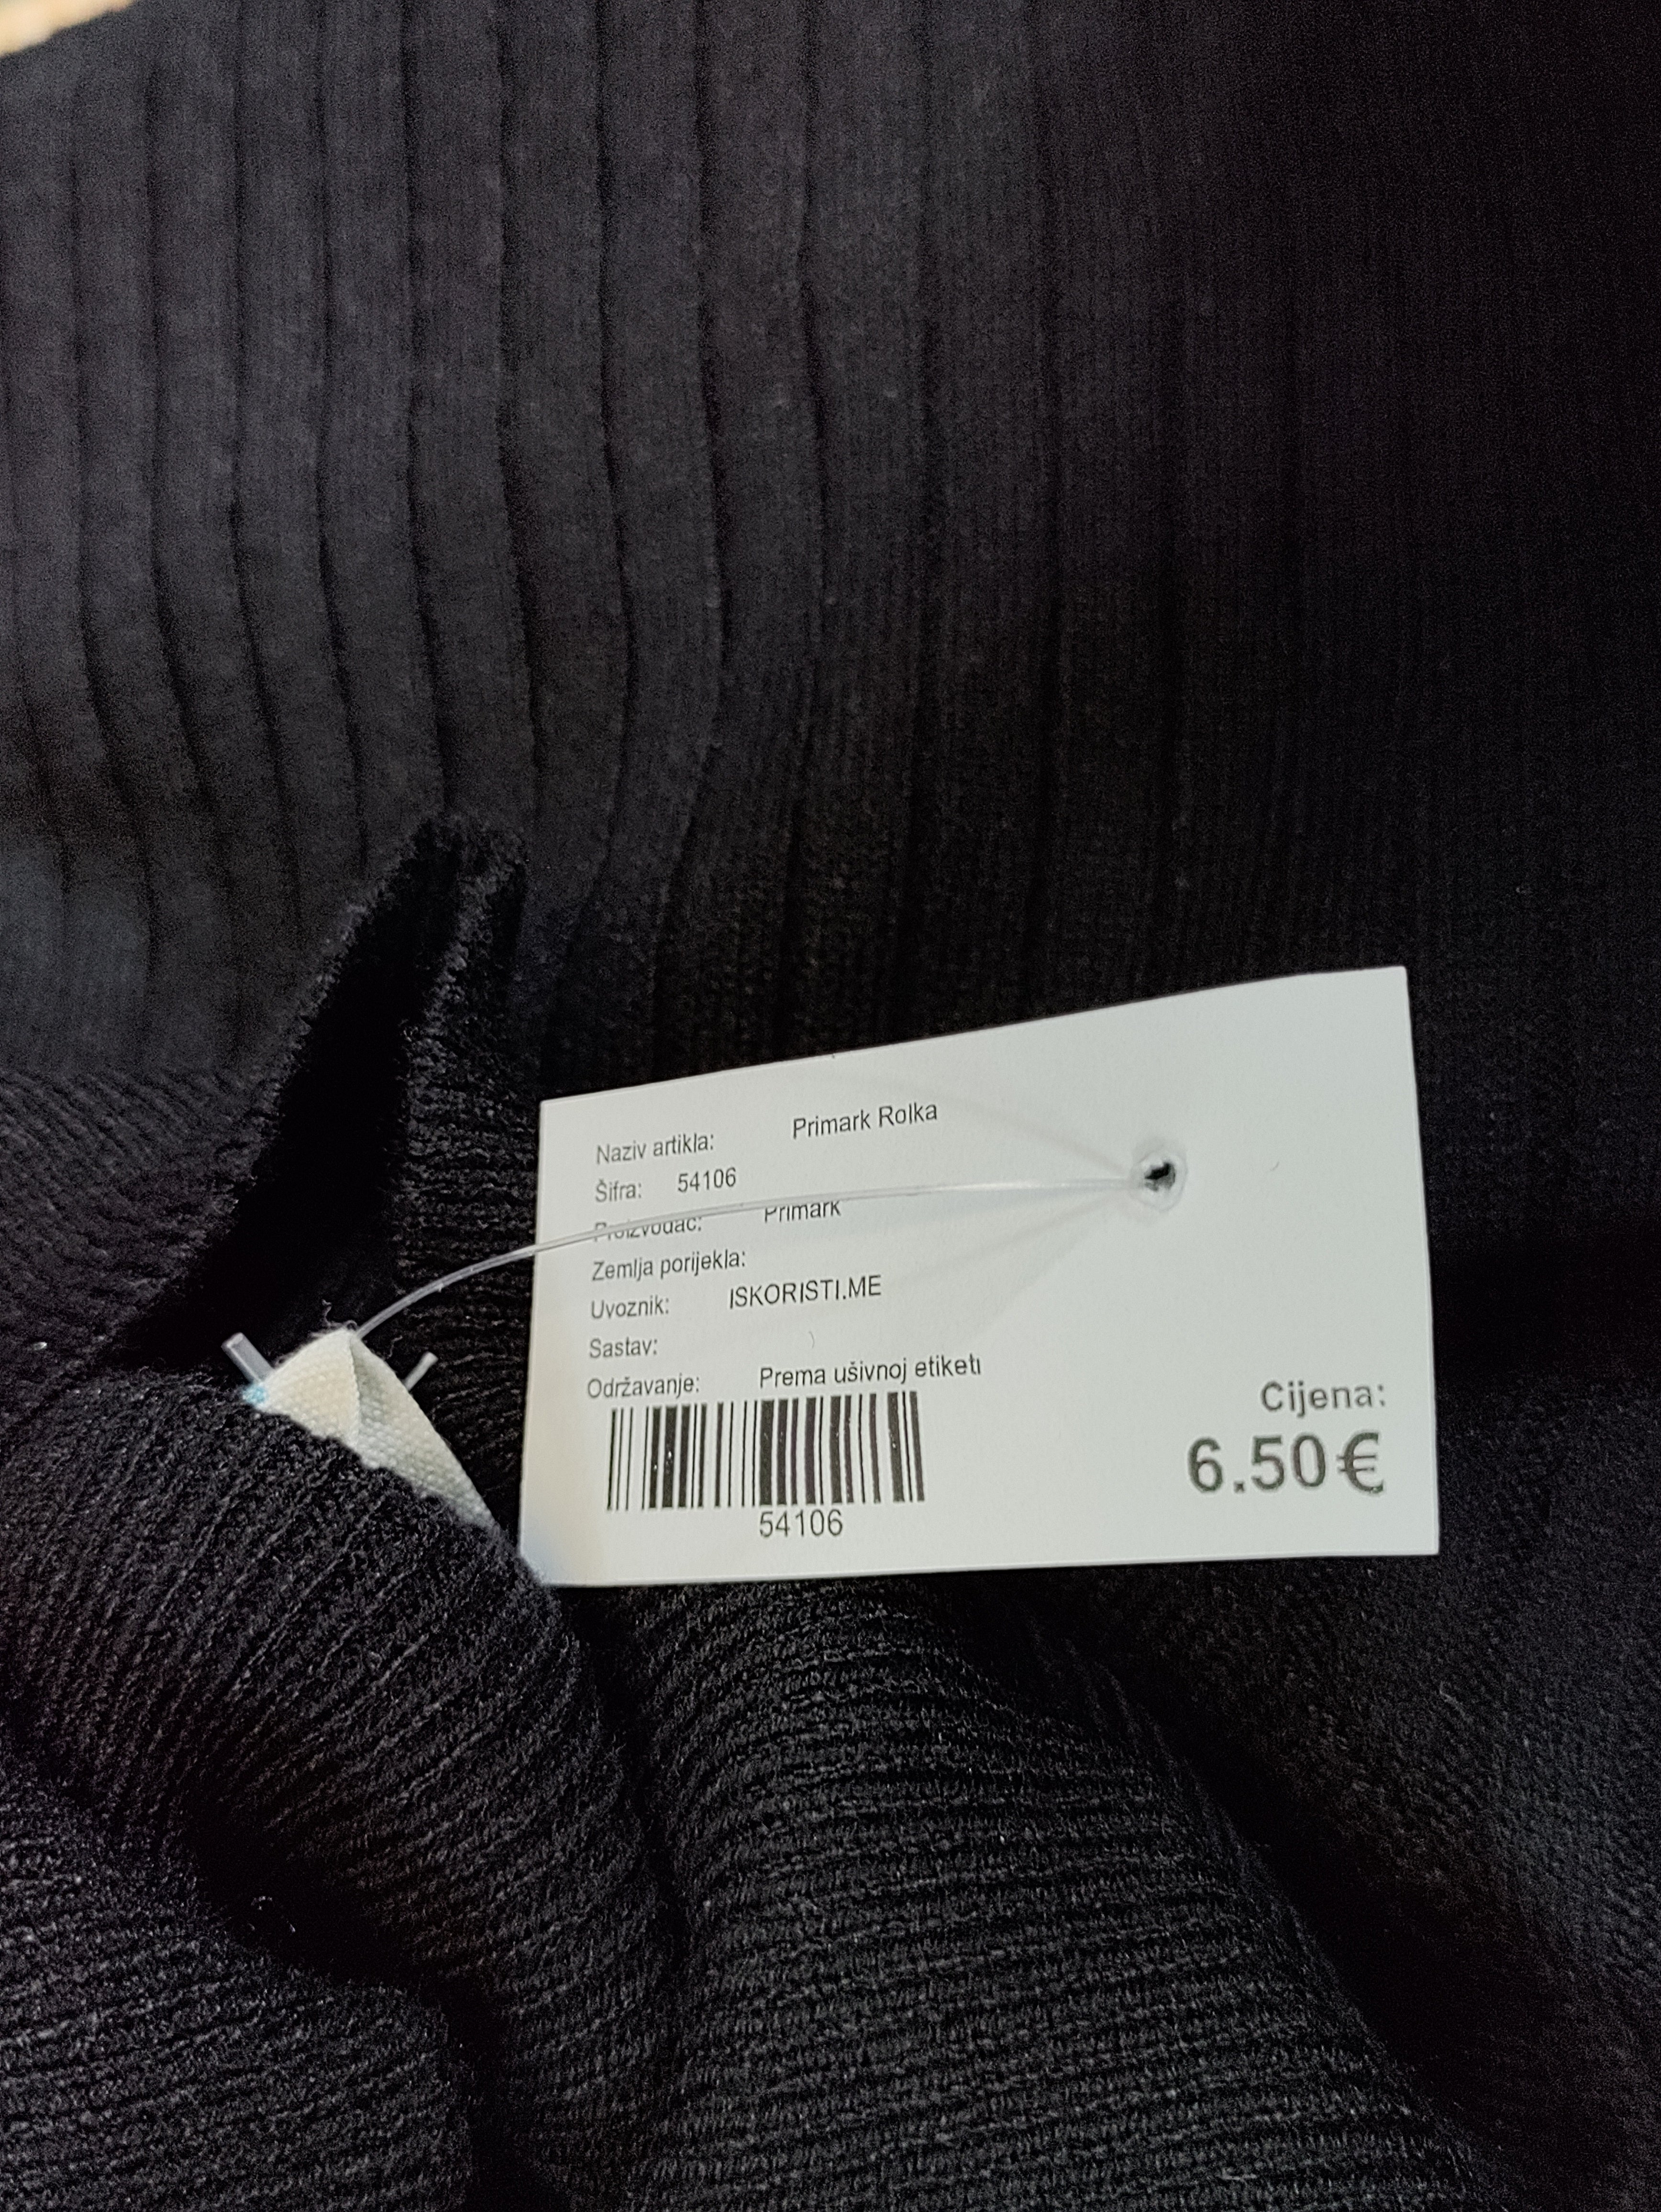 Naziv artikla: Primark Rolka
Šifra: 54106
Proizvođač: Primark
Zemlja porijekla:
Uvoznik: ISKORISTI.ME
Sastav:
Održavanje: Prema ušivnoj etiketi
54106
Cijena:
6.50€